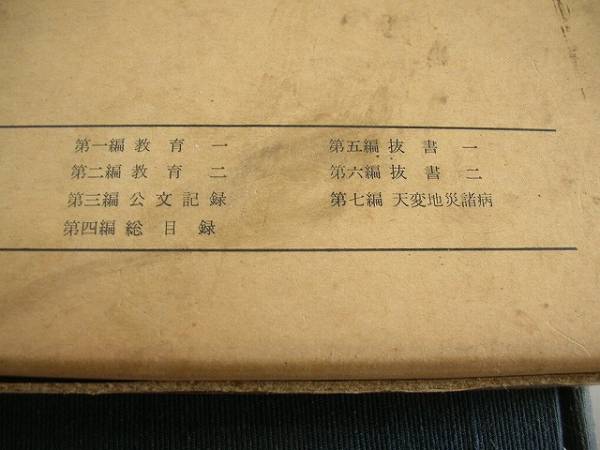 第一編 教育 一
第二編 教育 二
第三編 公文記録
第四編 総目録
第五編 抜書 一
第六編 抜書 二
第七編 天変地災諸病